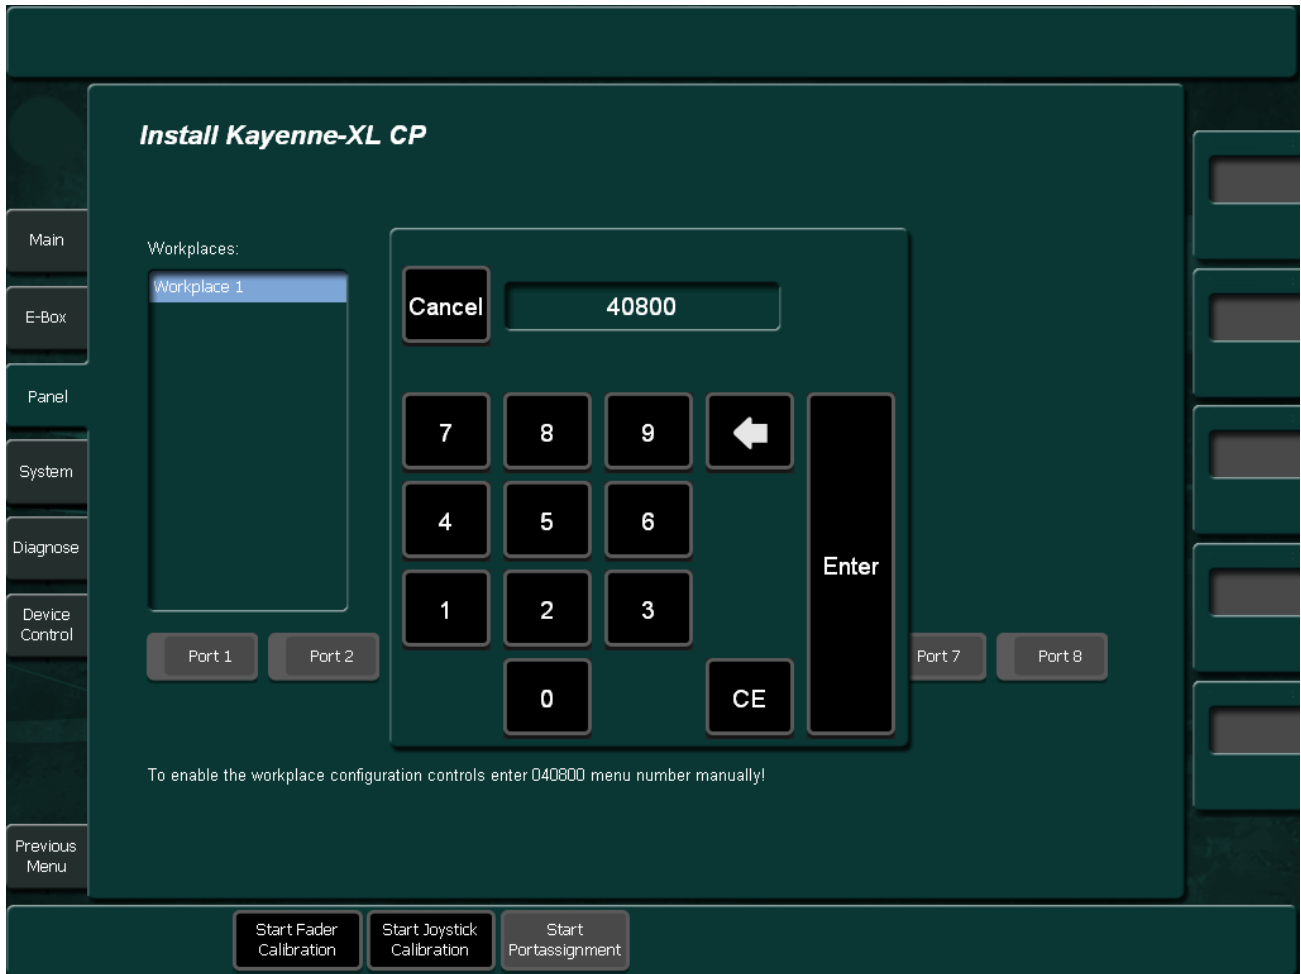 Install Kayenne-XL CP
Main
E-Box
Panel
System
Diagnose
Device
Control
Previous
Menu
Workplaces:
Workplace 1
Cancel
40800
7 8 9
4 5 6
1 2 3
0 CE
Enter
Port 1 Port 2 Port 7 Port 8
To enable the workplace configuration controls enter 040800 menu number manually!
Start Fader
Calibration
Start Joystick
Calibration
Start
Portassignment